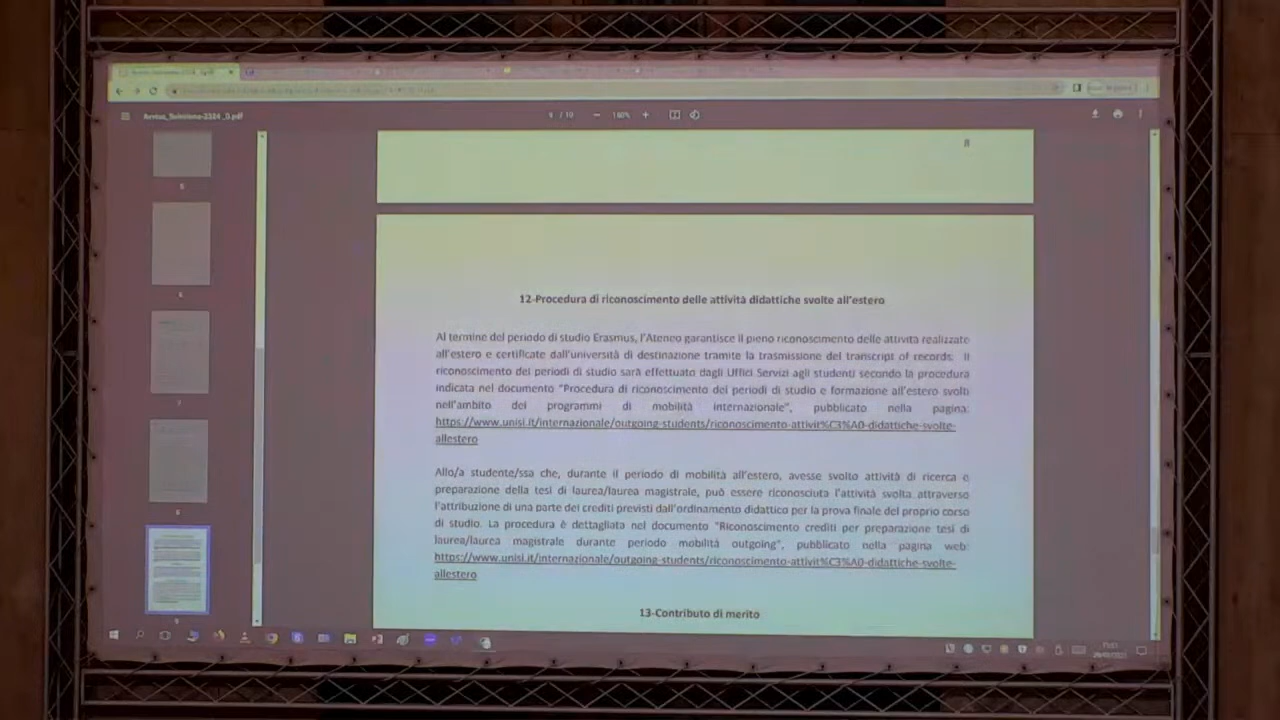 Avviso_Selezione-2324_0.pdf
/ 10
100%
8
12-Procedura di riconoscimento delle attività didattiche svolte all'estero
Al termine del periodo di studio Erasmus, l'Ateneo garantisce il pieno riconoscimento delle attività realizzate
all'estero e certificate dall'università di destinazione tramite la trasmissione del transcript of records. Il
riconoscimento dei periodi di studio sarà effettuato dagli Uffici Servizi agli studenti secondo la procedura
indicata nel documento "Procedura di riconoscimento dei periodi di studio e formazione all'estero svolti
nell'ambito dei programmi di mobilità internazionale", pubblicato nella pagina:
https://www.unisi.it/internazionale/outgoing-students/riconoscimento-attivit%C3%A0-didattiche-svolte-
allestero
Allo/a studente/ssa che, durante il periodo di mobilità all'estero, avesse svolto attività di ricerca e
preparazione della tesi di laurea/laurea magistrale, può essere riconosciuta l'attività svolta attraverso
l'attribuzione di una parte dei crediti previsti dall'ordinamento didattico per la prova finale del proprio corso
di studio. La procedura è dettagliata nel documento "Riconoscimento crediti per preparazione tesi di
laurea/laurea magistrale durante periodo mobilità outgoing", pubblicato nella pagina web:
https://www.unisi.it/internazionale/outgoing-students/riconoscimento-attivit%C3%A0-didattiche-svolte-
allestero
13-Contributo di merito